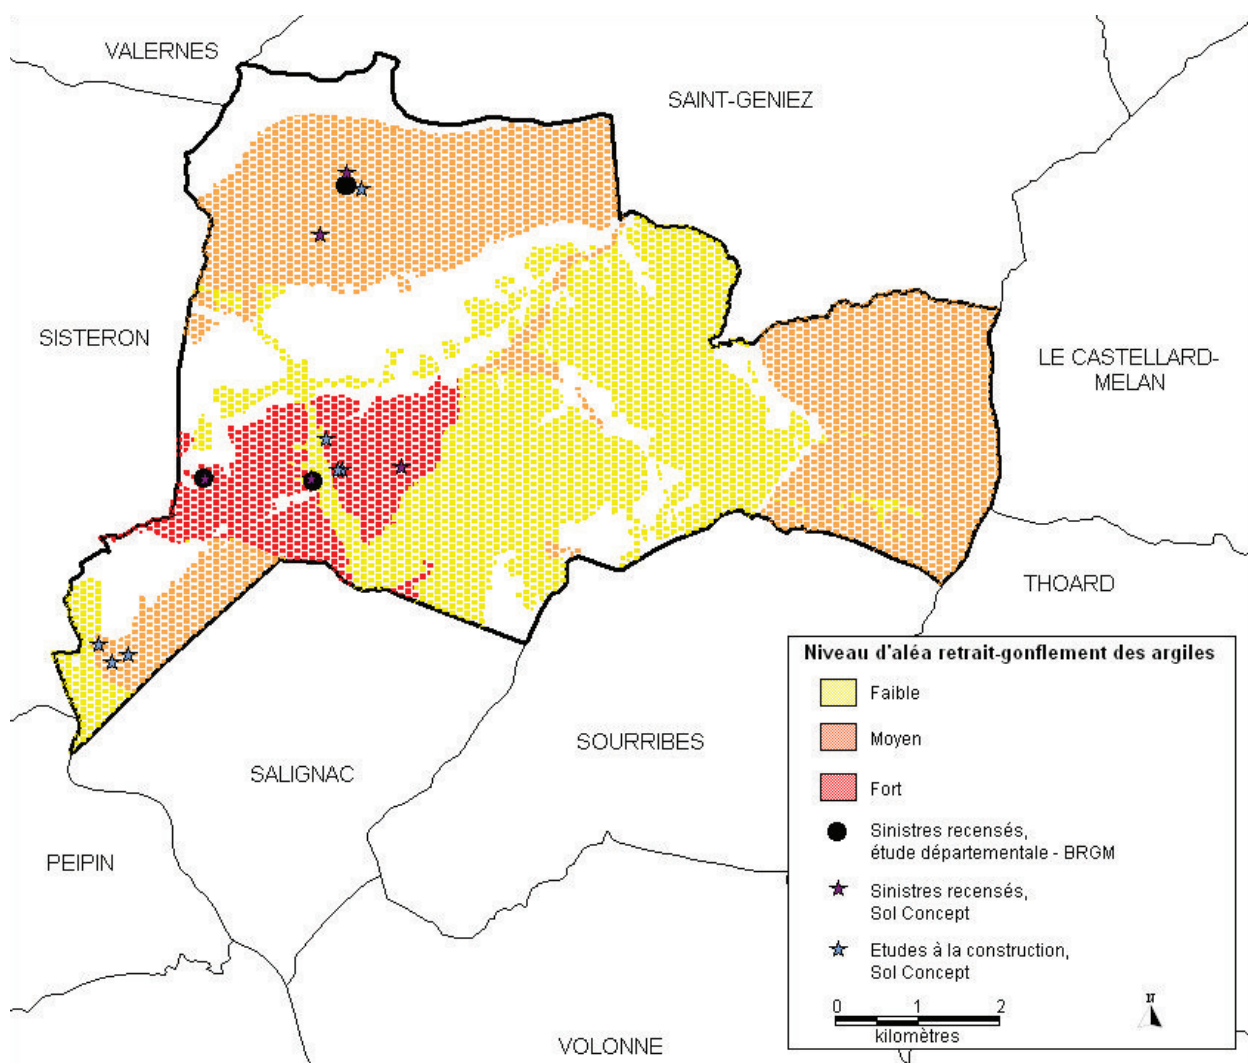 VALERNES
SAINT-GENIEZ
SISTERON
LE CASTELLARD-
MELAN
THOARD
SOURRIBES
SALIGNAC
PEIPIN
VOLONNE
Niveau d'aléa retrait-gonflement des argiles
Faible
Moyen
Fort
Sinistres recensés,
étude départementale - BRGM
Sinistres recensés,
Sol Concept
Etudes à la construction,
Sol Concept
0 1 2
kilomètres
N